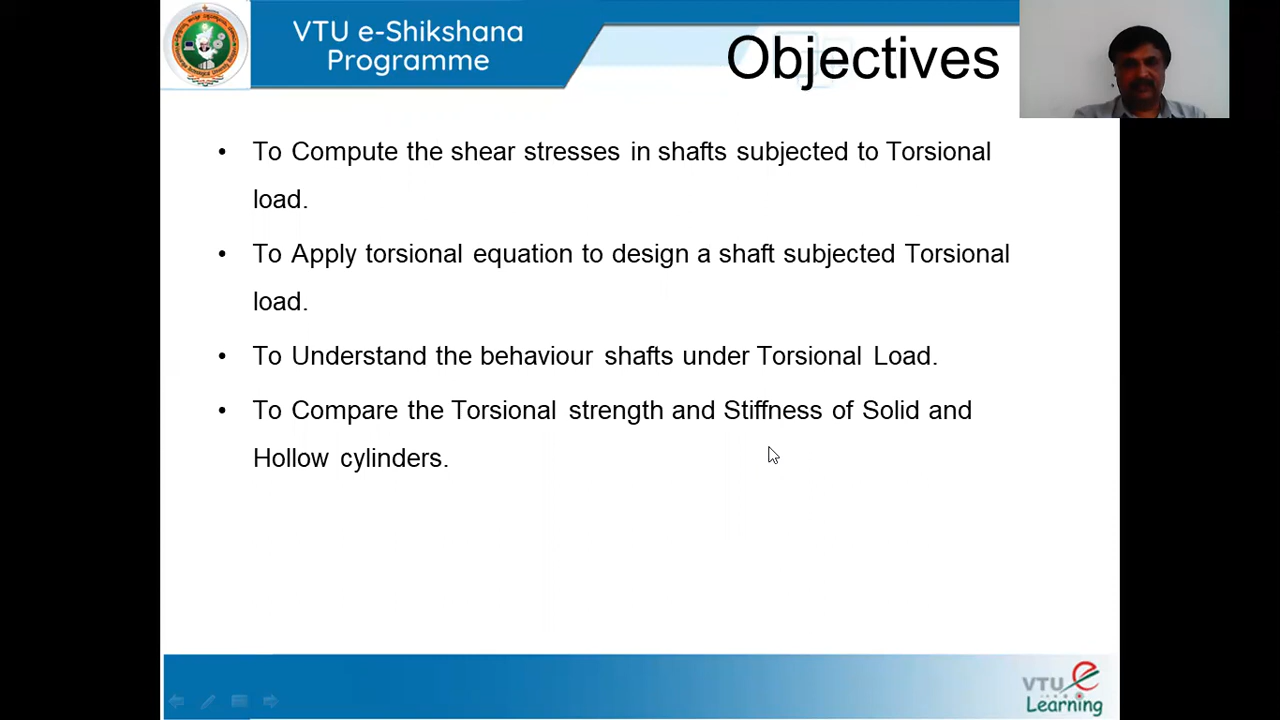 VTU e-Shikshana
Programme
Objectives
• To Compute the shear stresses in shafts subjected to Torsional
load.
• To Apply torsional equation to design a shaft subjected Torsional
load.
• To Understand the behaviour shafts under Torsional Load.
• To Compare the Torsional strength and Stiffness of Solid and
Hollow cylinders.
VTU e
Learning